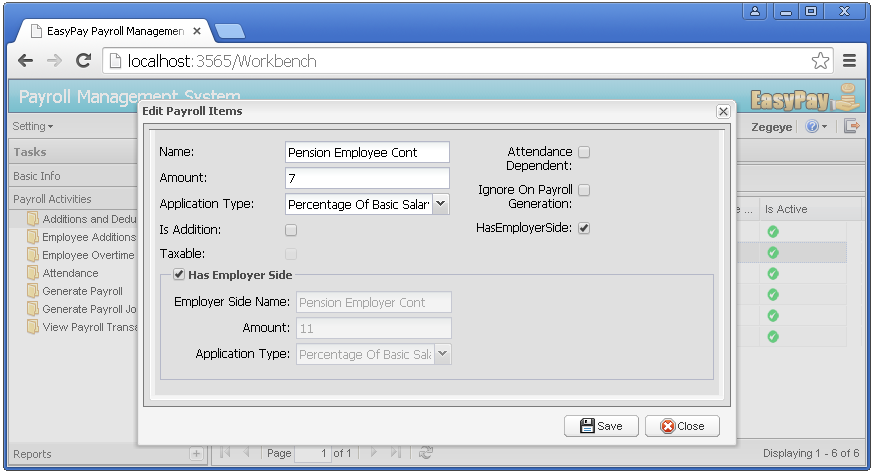 EasyPay Payroll Managemen
localhost:3565/Workbench
Payroll Management System
EasyPay
Setting
Zegeye
Tasks
Basic Info
Payroll Activities
Additions and Dedu
Employee Additions
Employee Overtime
Attendance
Generate Payroll
Generate Payroll Jo
View Payroll Transa
Reports
Edit Payroll Items
Name: Pension Employee Cont
Amount: 7
Application Type: Percentage Of Basic Salar
Is Addition:
Taxable:
Attendance
Dependent:
Ignore On Payroll
Generation:
HasEmployerSide:
Has Employer Side
Employer Side Name: Pension Employer Cont
Amount: 11
Application Type: Percentage Of Basic Sala
Save Close
e ... Is Active
Page 1 of 1
Displaying 1 - 6 of 6